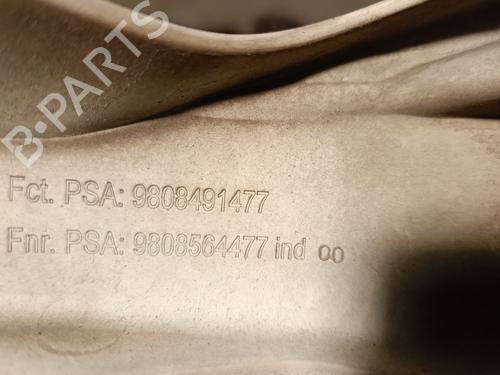 B-PARTS
Fct. PSA: 9808491477
Fnr. PSA: 9808564477 ind oo